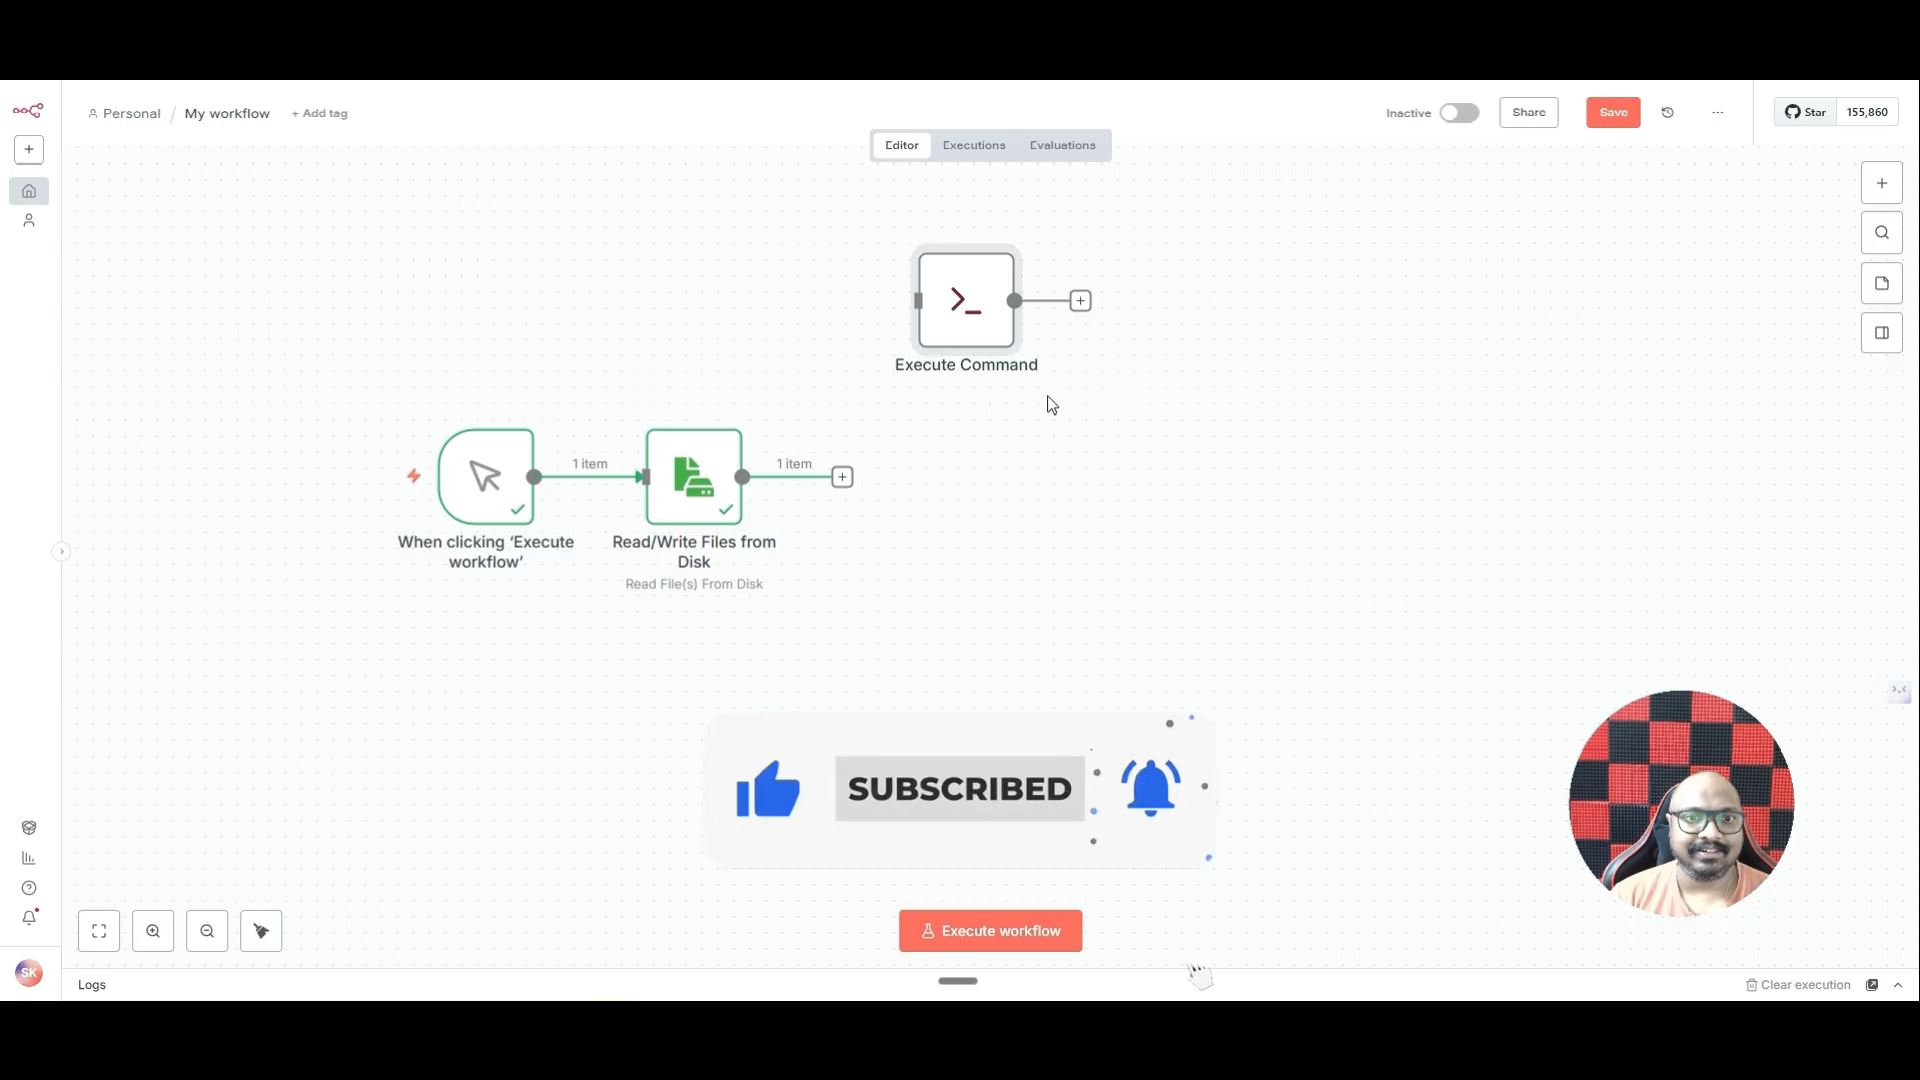 Personal / My workflow + Add tag
Inactive
Share
Save
...
Star 155,860
Editor Executions Evaluations
Execute Command
1 item
1 item
When clicking ‘Execute
workflow’
Read/Write Files from
Disk
Read File(s) From Disk
SUBSCRIBED
Execute workflow
SK
Logs
Clear execution